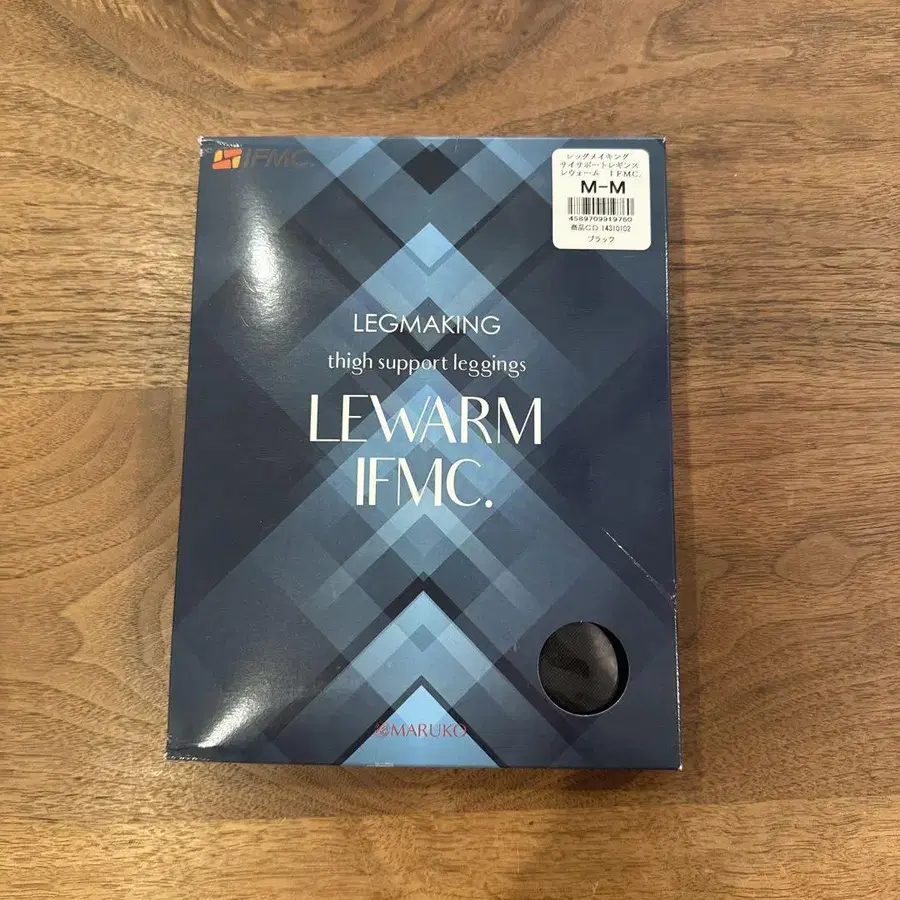 IFMC.
レッグメイキング
サイサポートレギンス
レウォーム IFMC.
M-M
4589709919760
商品CD 14310102
ブラック
LEGMAKING
thigh support leggings
LEWARM
IFMC.
MARUKO